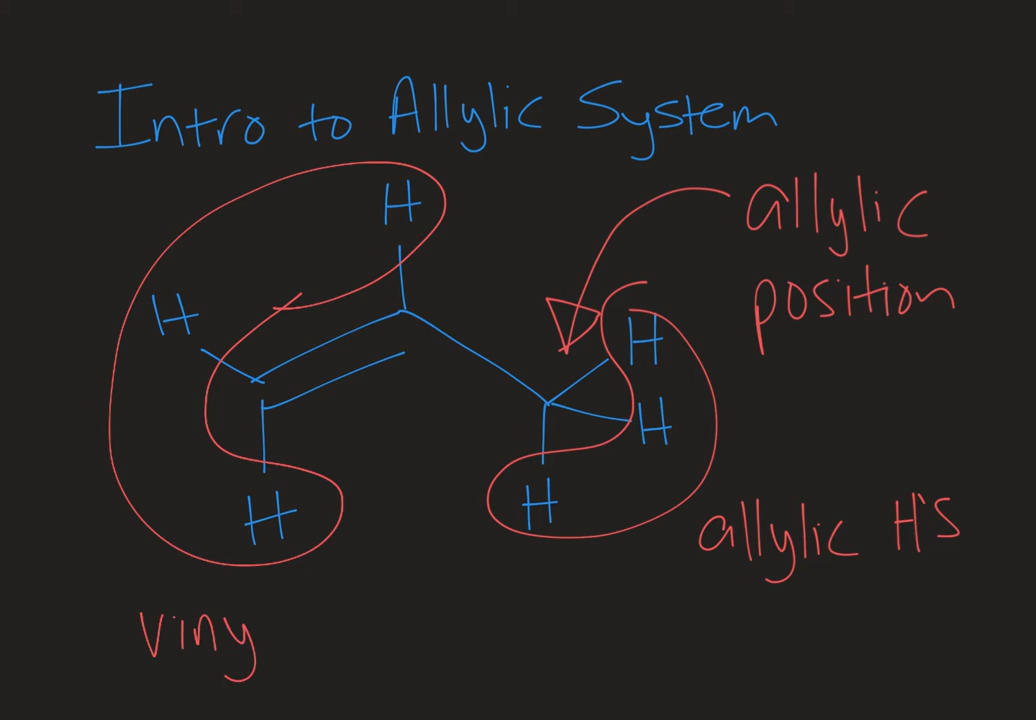 Intro to Allylic System
H
allylic
position
H
H
H
H
H
allylic H's
viny